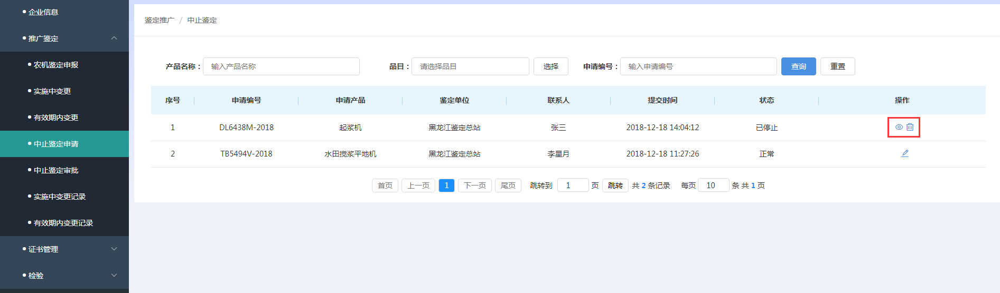 企业信息
推广鉴定
农机鉴定申报
实施中变更
有效期内变更
中止鉴定申请
中止鉴定审批
实施中变更记录
有效期内变更记录
证书管理
检验
鉴定推广 / 中止鉴定
产品名称： 输入产品名称 品目： 请选择品目 选择 申请编号： 输入申请编号 查询 重置
序号 申请编号 申请产品 鉴定单位 联系人 提交时间 状态 操作
1 DL6438M-2018 起浆机 黑龙江鉴定总站 张三 2018-12-18 14:04:12 已停止
2 TB5494V-2018 水田搅浆平地机 黑龙江鉴定总站 李星月 2018-12-18 11:27:26 正常
首页 上一页 1 下一页 尾页 跳转到 1 页 跳转 共 2 条记录 每页 10 条 共 1 页